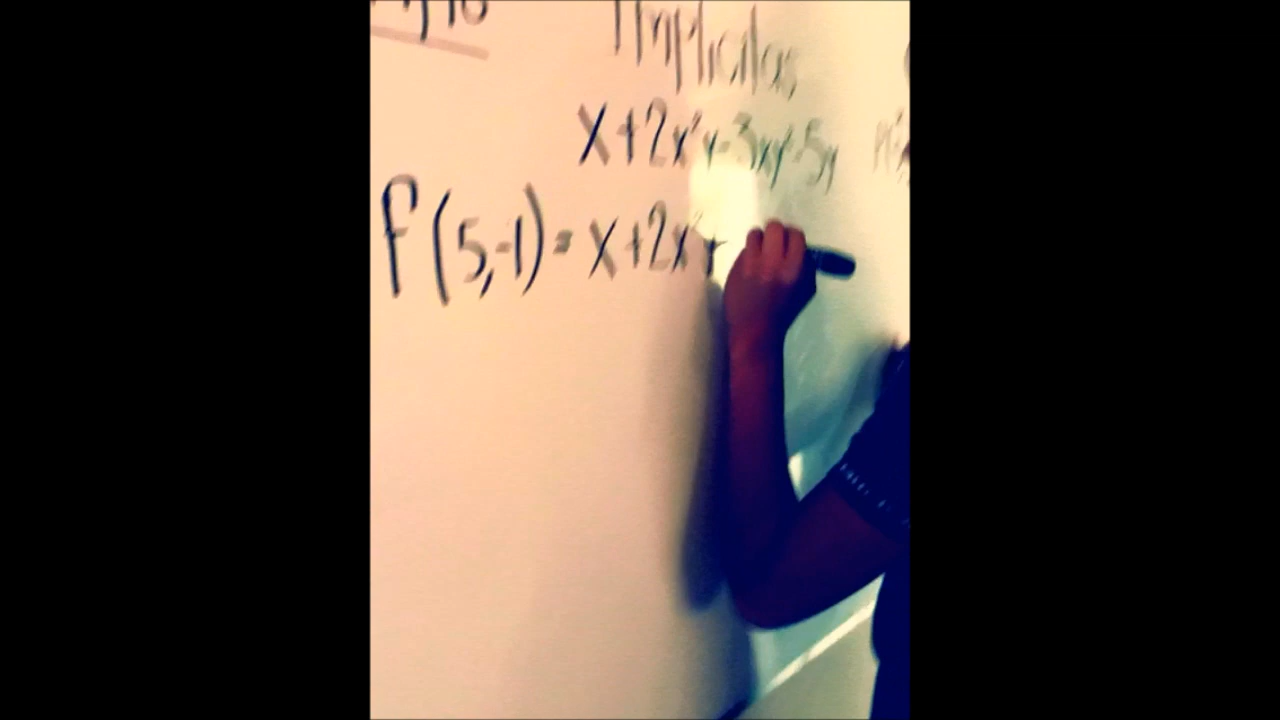 Implicitas
x+2x²y-3xy²-5y
f(5,-1)= x+2x²y